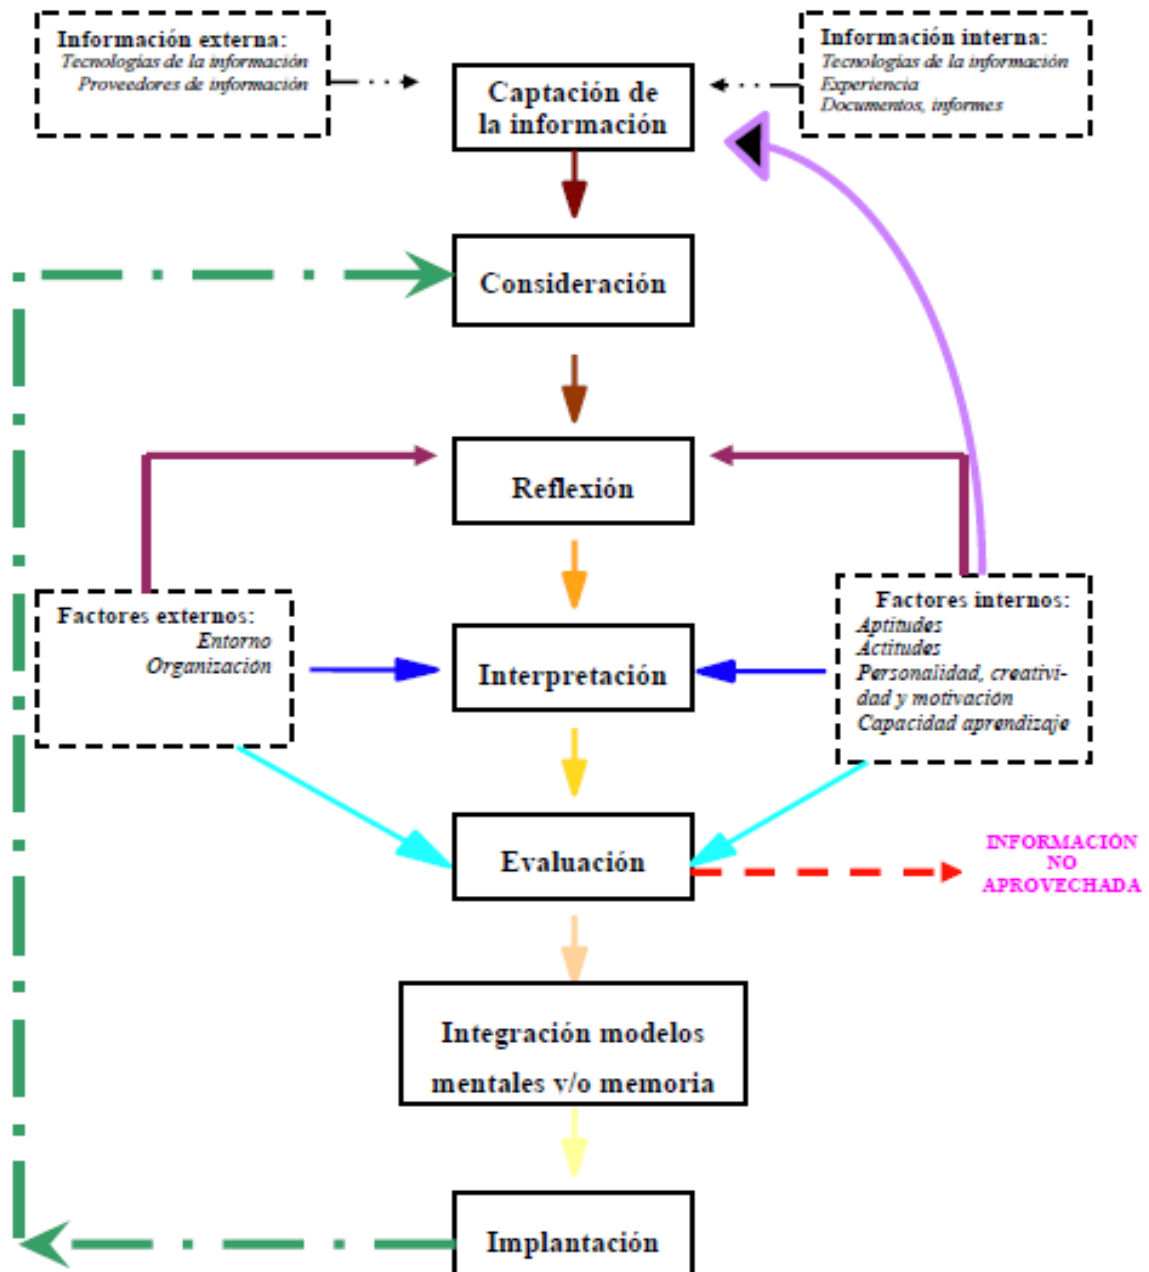 Información externa:
Tecnologías de la información
Proveedores de información
Información interna:
Tecnologías de la información
Experiencia
Documentos, informes
Captación de
la información
Consideración
Reflexión
Factores externos:
Entorno
Organización
Interpretación
Factores internos:
Aptitudes
Actitudes
Personalidad, creativi-
dad y motivación
Capacidad aprendizaje
Evaluación
INFORMACIÓN
NO
APROVECHADA
Integración modelos
mentales y/o memoria
Implantación